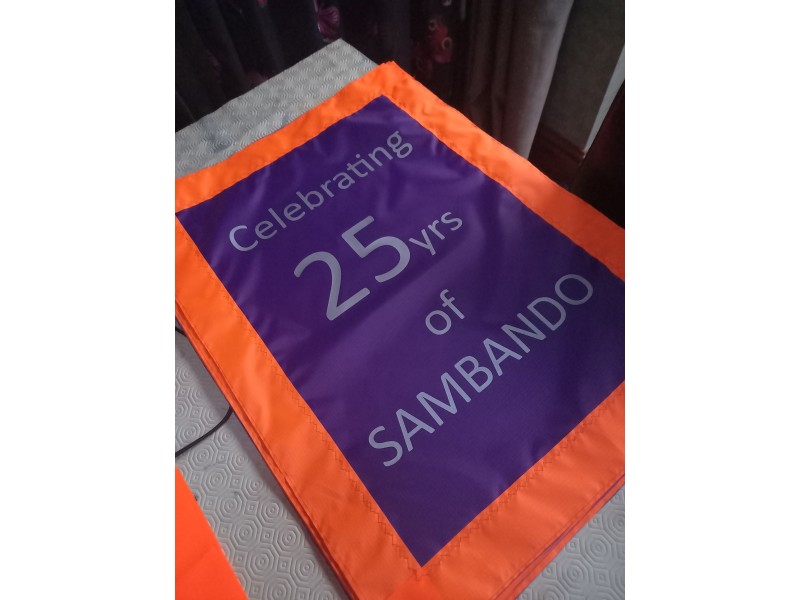 Celebrating
25yrs
of
SAMBANDO